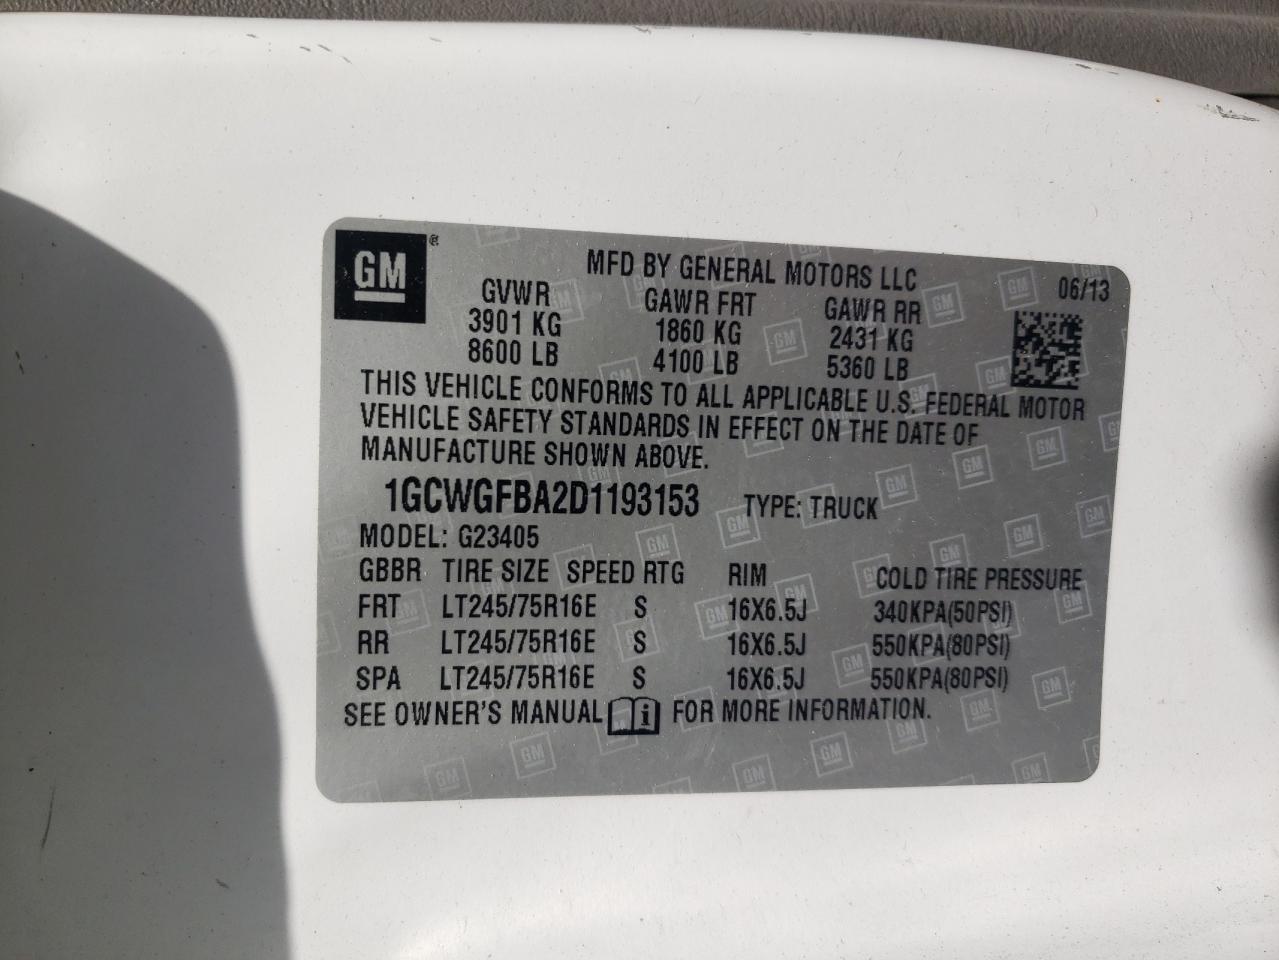 GM®
MFD BY GENERAL MOTORS LLC
06/13
GVWR GAWR FRT GAWR RR
3901 KG 1860 KG 2431 KG
8600 LB 4100 LB 5360 LB
THIS VEHICLE CONFORMS TO ALL APPLICABLE U.S. FEDERAL MOTOR
VEHICLE SAFETY STANDARDS IN EFFECT ON THE DATE OF
MANUFACTURE SHOWN ABOVE.
1GCWGFBA2D1193153 TYPE: TRUCK
MODEL: G23405
GBBR TIRE SIZE SPEED RTG RIM COLD TIRE PRESSURE
FRT LT245/75R16E S 16X6.5J 340KPA(50PSI)
RR LT245/75R16E S 16X6.5J 550KPA(80PSI)
SPA LT245/75R16E S 16X6.5J 550KPA(80PSI)
SEE OWNER'S MANUAL i FOR MORE INFORMATION.